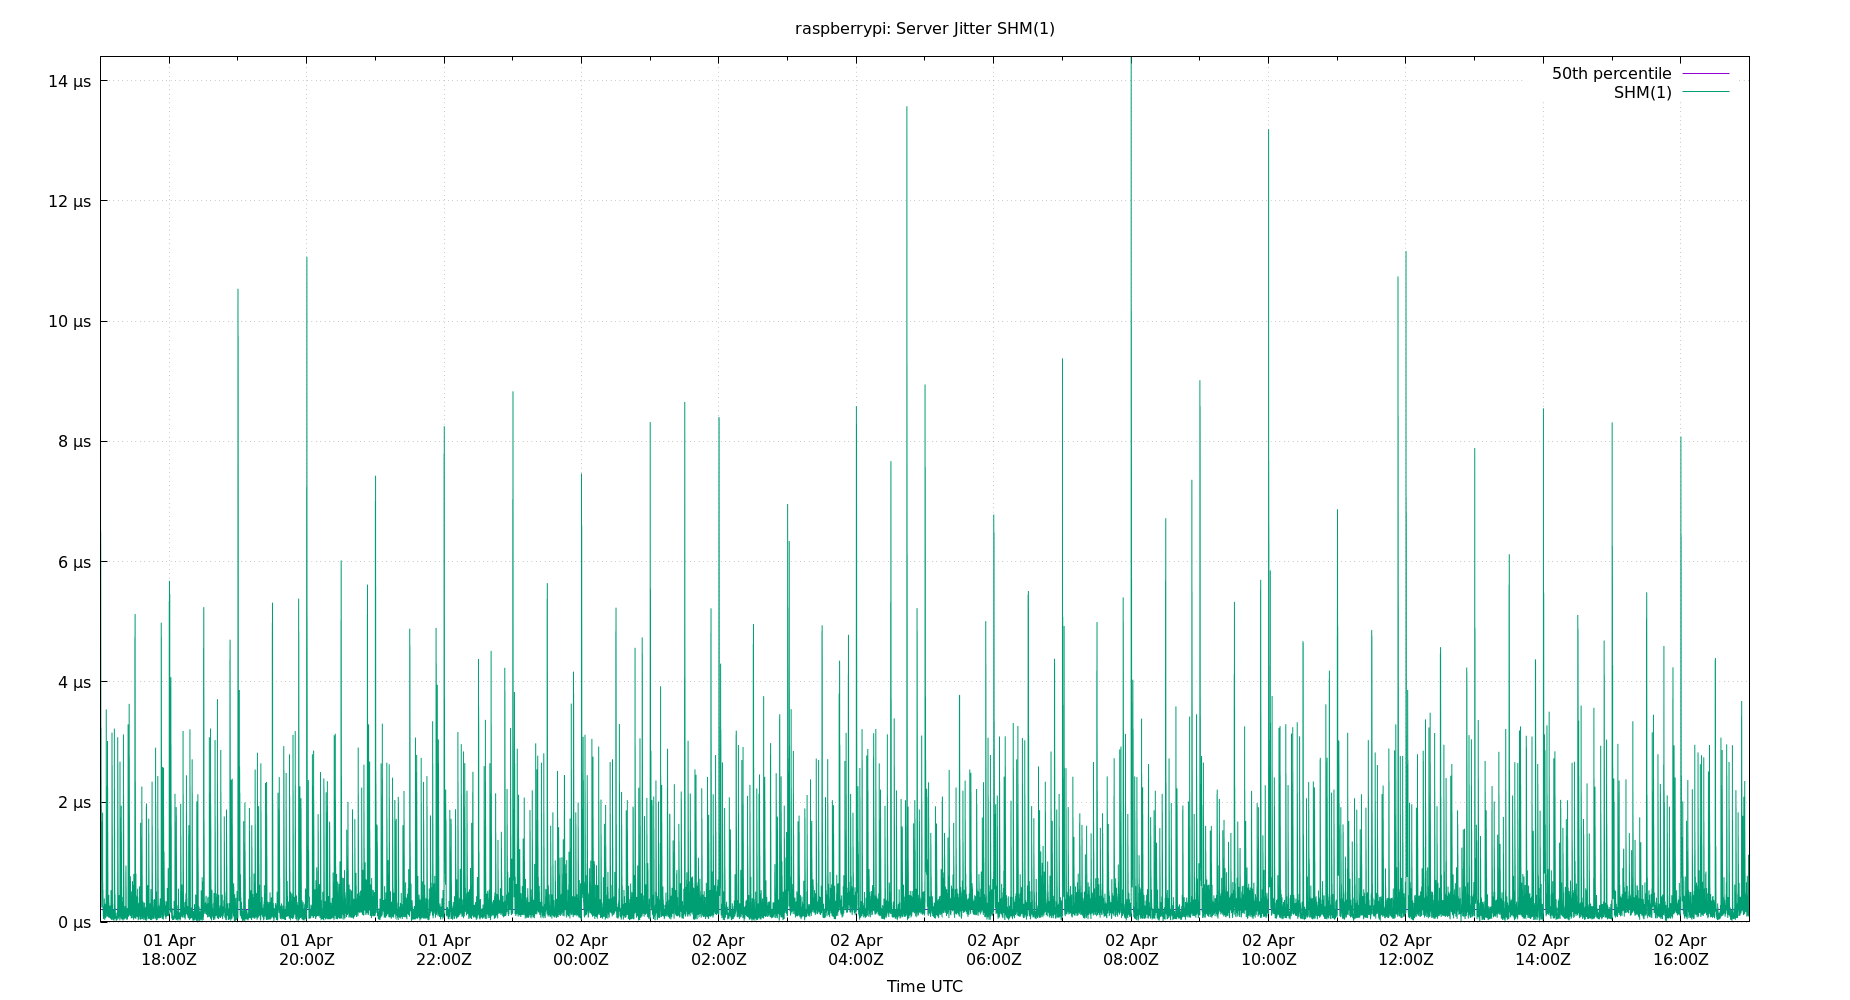 raspberrypi: Server Jitter SHM(1)
50th percentile
SHM(1)
14 µs
12 µs
10 µs
8 µs
6 µs
4 µs
2 µs
0 µs
01 Apr 01 Apr 01 Apr 02 Apr 02 Apr 02 Apr 02 Apr 02 Apr 02 Apr 02 Apr 02 Apr 02 Apr
18:00Z 20:00Z 22:00Z 00:00Z 02:00Z 04:00Z 06:00Z 08:00Z 10:00Z 12:00Z 14:00Z 16:00Z
Time UTC